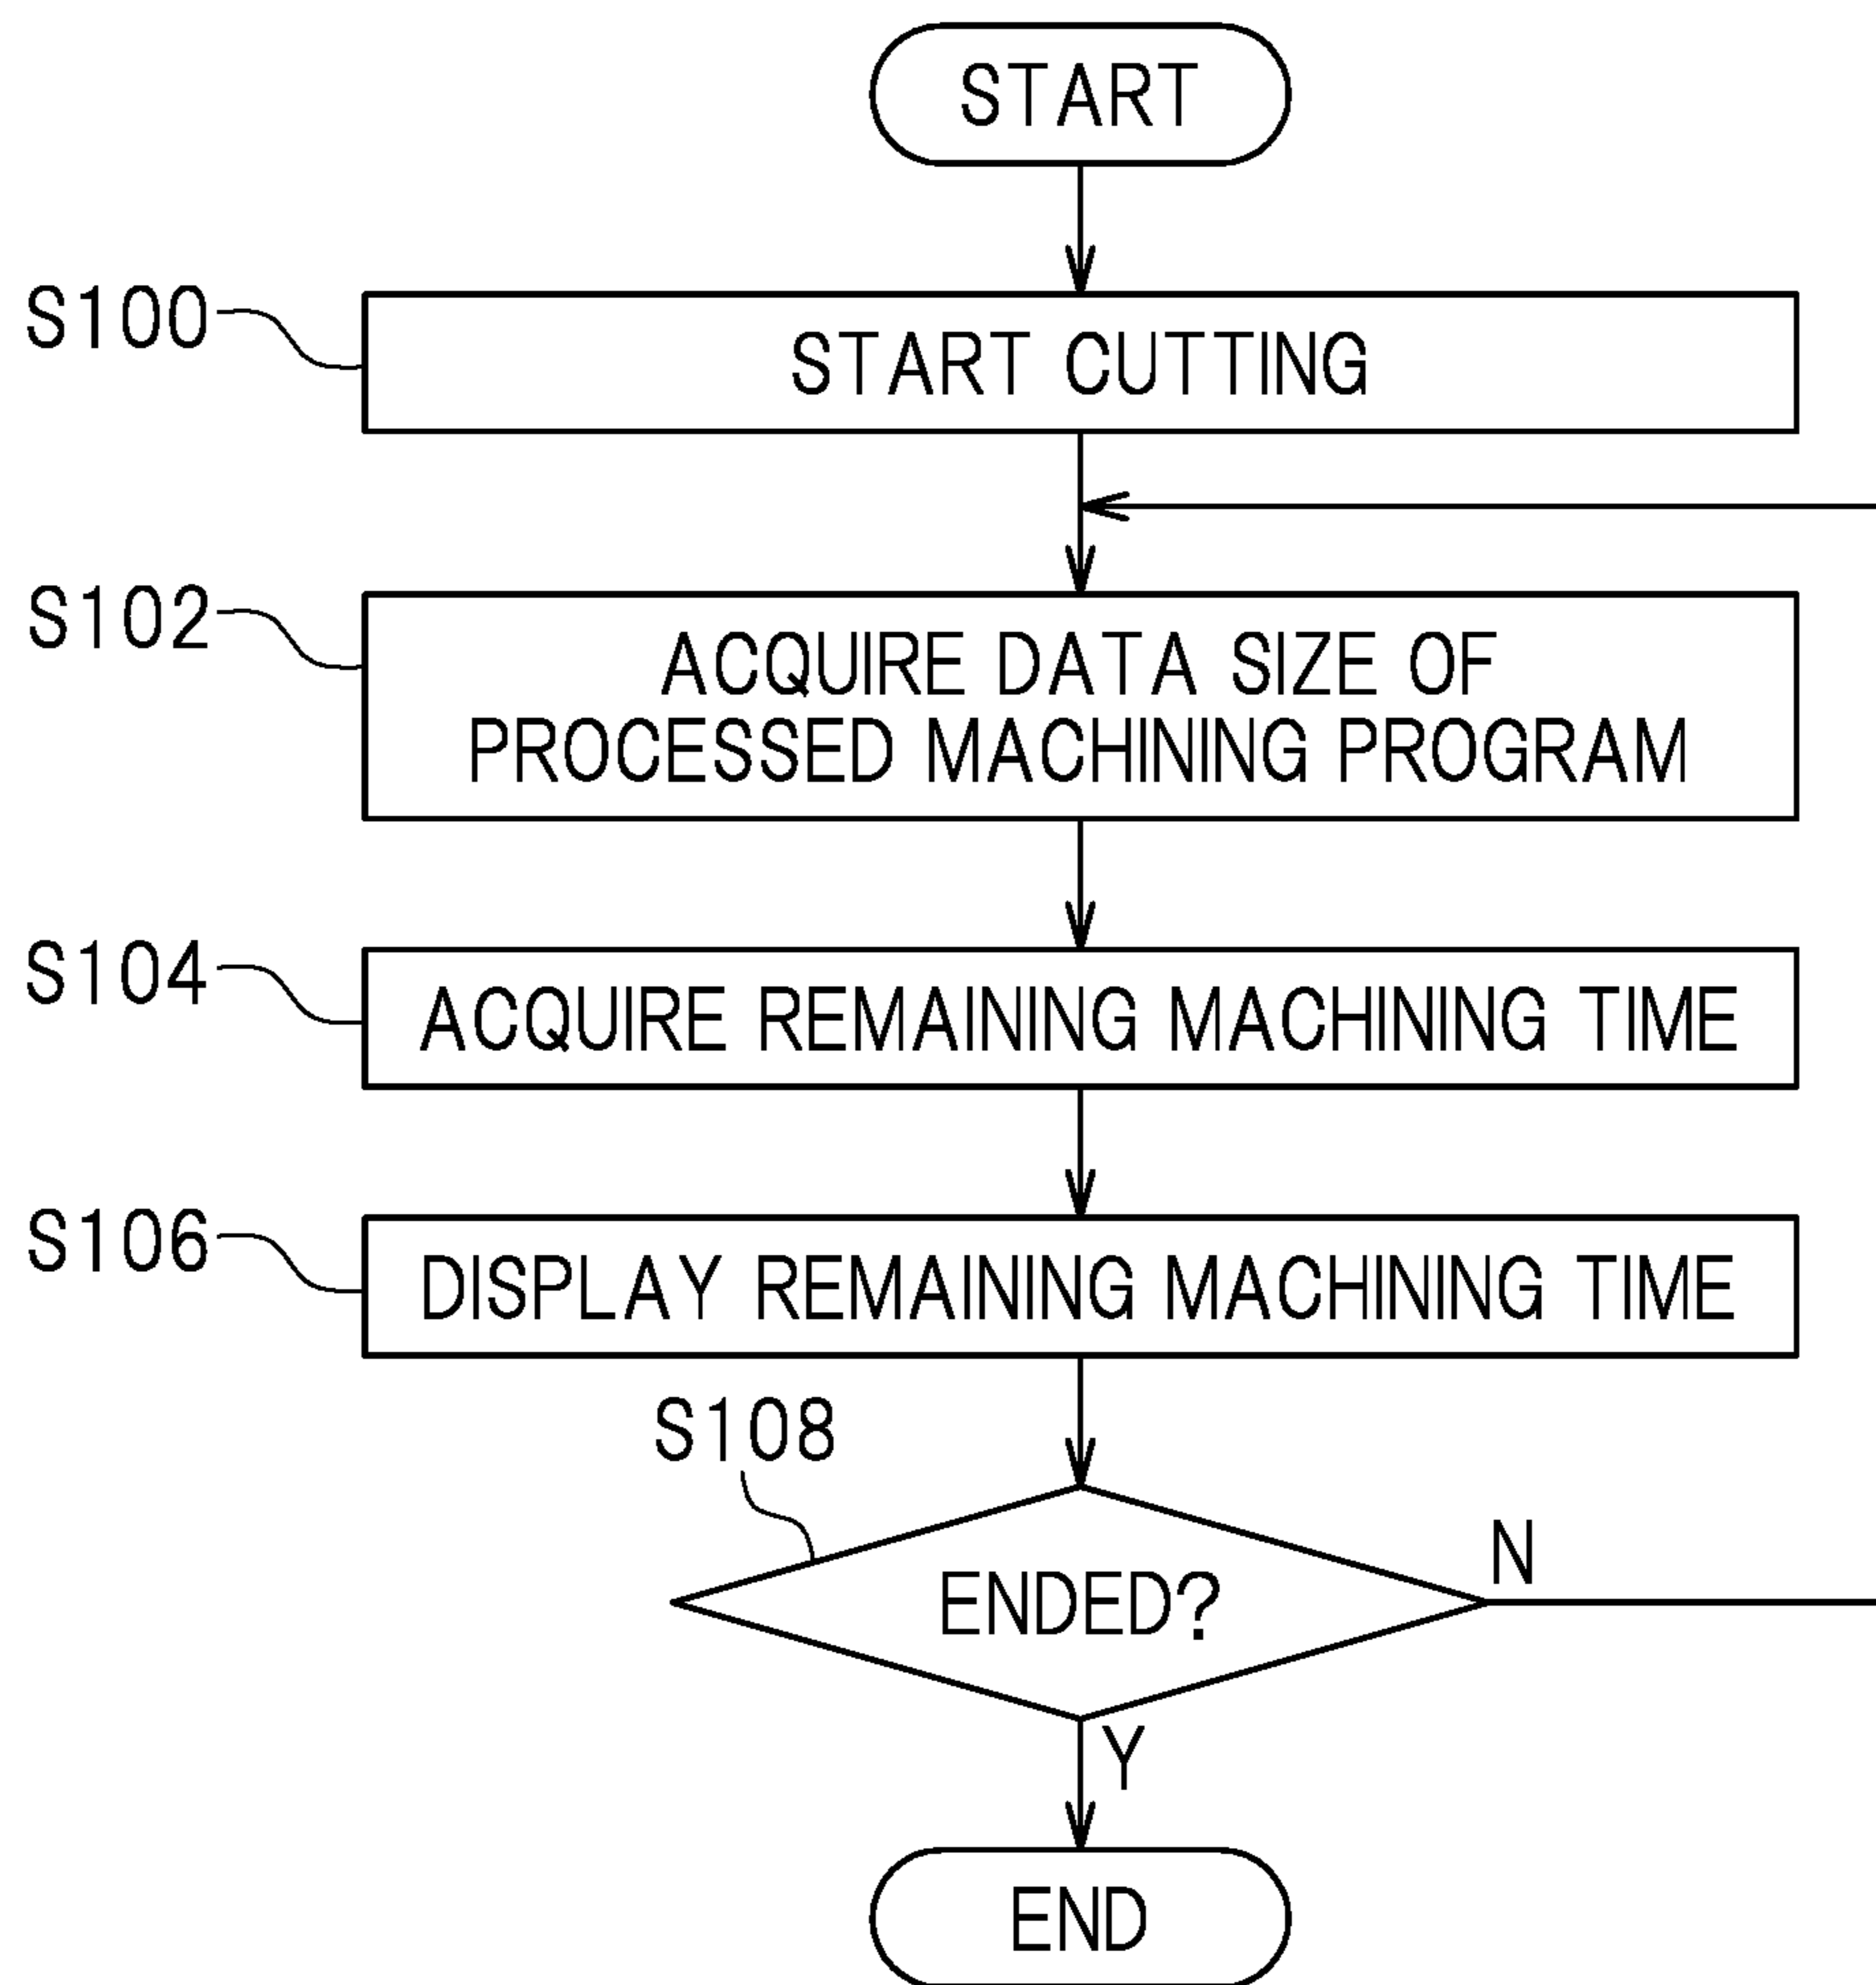 START
S100
START CUTTING
S102
ACQUIRE DATA SIZE OF
PROCESSED MACHINING PROGRAM
S104
ACQUIRE REMAINING MACHINING TIME
S106
DISPLAY REMAINING MACHINING TIME
S108
ENDED?
N
Y
END